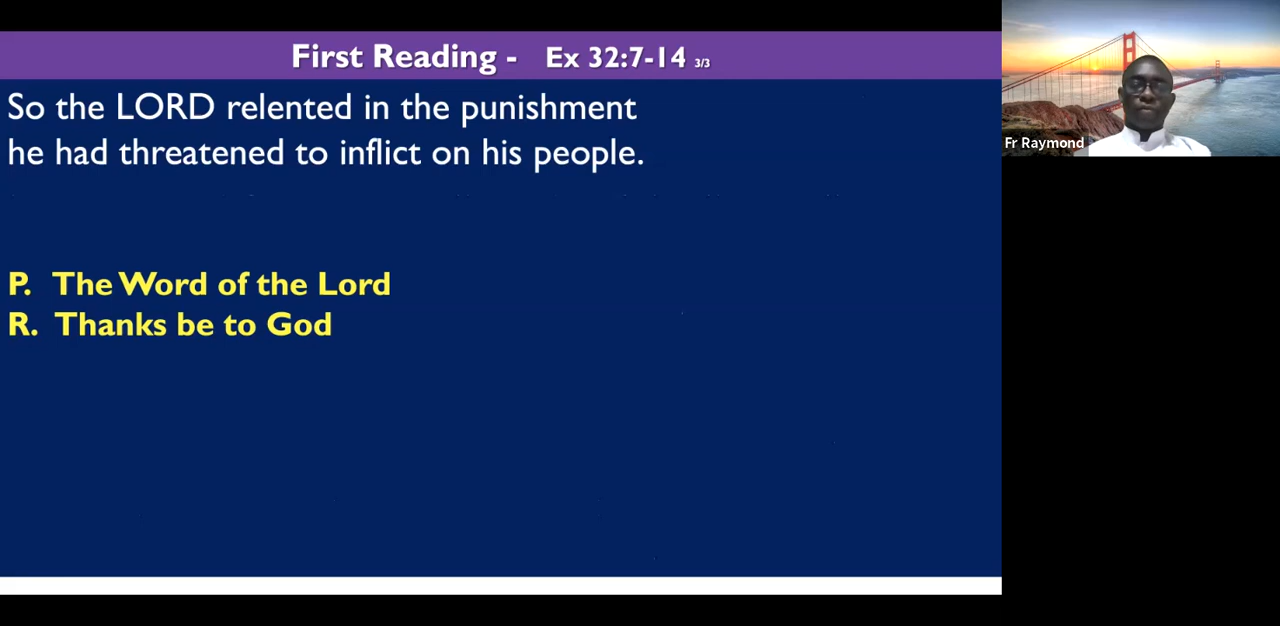 First Reading - Ex 32:7-14 3/3
So the LORD relented in the punishment
he had threatened to inflict on his people.
P. The Word of the Lord
R. Thanks be to God
Fr Raymond